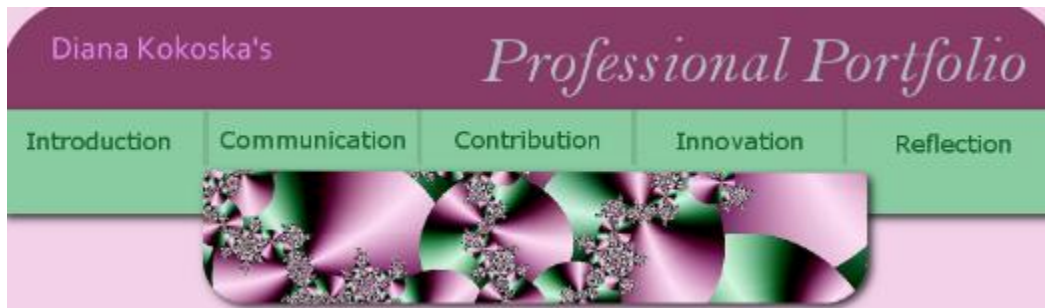 Diana Kokoska's
Professional Portfolio
Introduction
Communication
Contribution
Innovation
Reflection